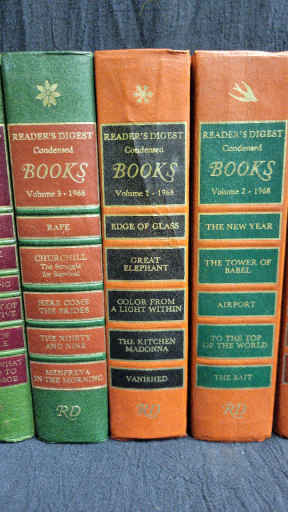 READER'S DIGEST
Condensed
BOOKS
Volume 3 • 1968
RAFE
CHURCHILL
The Struggle
for Survival
HERE COME
THE BRIDES
THE NINETY
AND NINE
MENFREYA
IN THE MORNING
RD
READER'S DIGEST
Condensed
BOOKS
Volume 1 • 1968
EDGE OF GLASS
GREAT
ELEPHANT
COLOR FROM
A LIGHT WITHIN
THE KITCHEN
MADONNA
VANISHED
RD
READER'S DIGEST
Condensed
BOOKS
Volume 2 • 1968
THE NEW YEAR
THE TOWER OF
BABEL
AIRPORT
TO THE TOP
OF THE WORLD
THE BAIT
RD